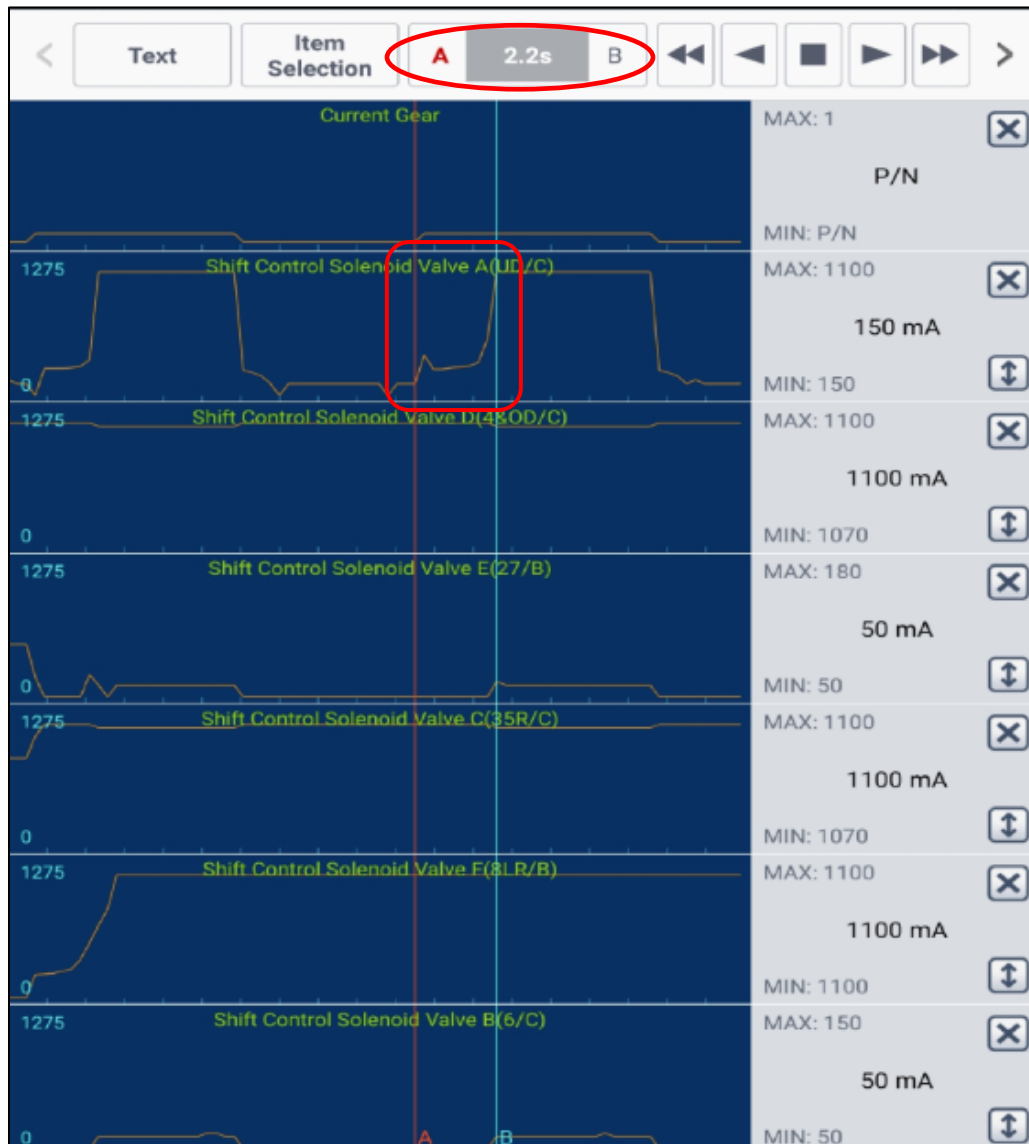 Text
Item
Selection
A 2.2s B
Current Gear
MAX: 1
P/N
MIN: P/N
1275
Shift Control Solenoid Valve A(UD/C)
MAX: 1100
150 mA
0
MIN: 150
1275
Shift Control Solenoid Valve D(4&OD/C)
MAX: 1100
1100 mA
0
MIN: 1070
1275
Shift Control Solenoid Valve E(27/B)
MAX: 180
50 mA
0
MIN: 50
1275
Shift Control Solenoid Valve C(35R/C)
MAX: 1100
1100 mA
0
MIN: 1070
1275
Shift Control Solenoid Valve F(8LR/B)
MAX: 1100
1100 mA
0
MIN: 1100
1275
Shift Control Solenoid Valve B(6/C)
MAX: 150
50 mA
0
A
B
MIN: 50